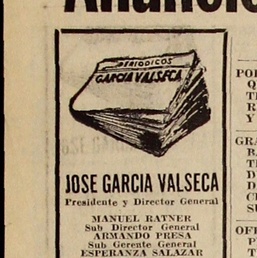 PERIODICOS
GARCIA VALSECA
JOSE GARCIA VALSECA
Presidente y Director General
MANUEL RATNER
Sub Director General
ARMANDO PRESA
Sub Gerente General
ESPERANZA SALAZAR